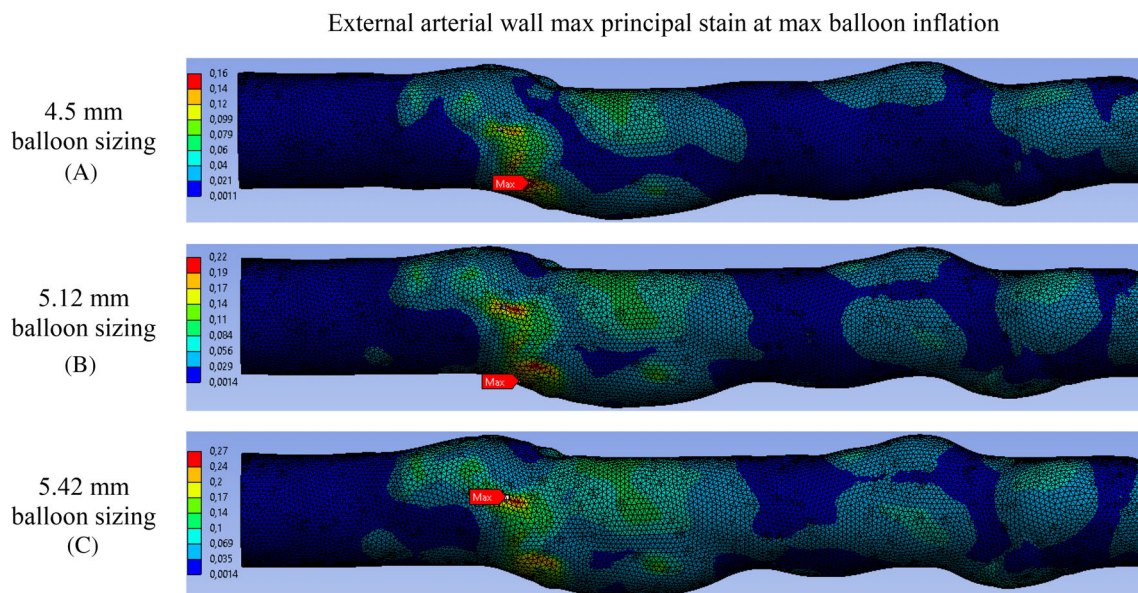 External arterial wall max principal stain at max balloon inflation
4.5 mm
balloon sizing
(A)
0,16
0,14
0,12
0,099
0,079
0,06
0,04
0,021
0,0011
Max
5.12 mm
balloon sizing
(B)
0,22
0,19
0,17
0,14
0,11
0,084
0,056
0,029
0,0014
Max
5.42 mm
balloon sizing
(C)
0,27
0,24
0,2
0,17
0,14
0,1
0,069
0,035
0,0014
Max